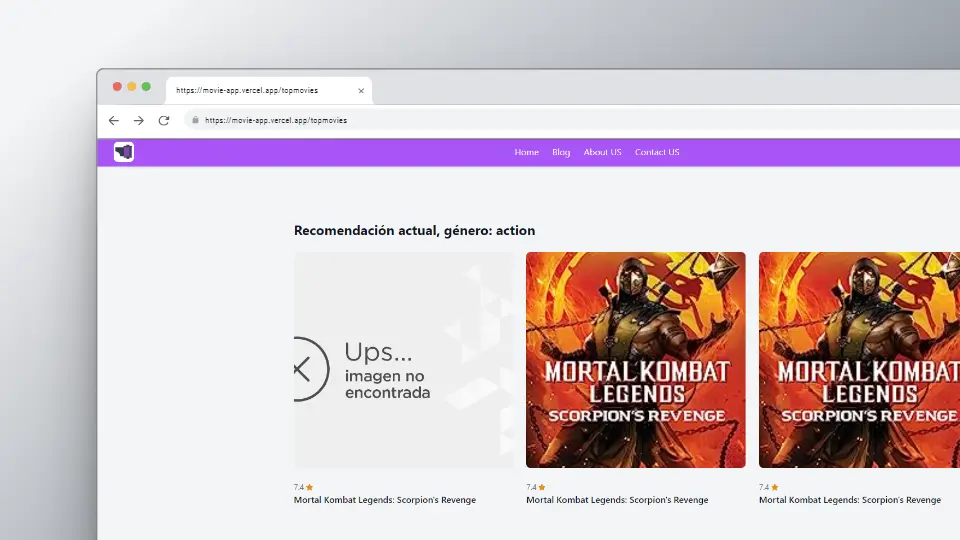 https://movie-app.vercel.app/topmovies
https://movie-app.vercel.app/topmovies
Home Blog About US Contact US
Recomendación actual, género: action
Ups...
imagen no
encontrada
MORTAL KOMBAT
LEGENDS
SCORPION'S REVENGE
MORTAL KOMBAT
LEGENDS
SCORPION'S REVENGE
7.4
Mortal Kombat Legends: Scorpion's Revenge
7.4
Mortal Kombat Legends: Scorpion's Revenge
7.4
Mortal Kombat Legends: Scorpion's Revenge